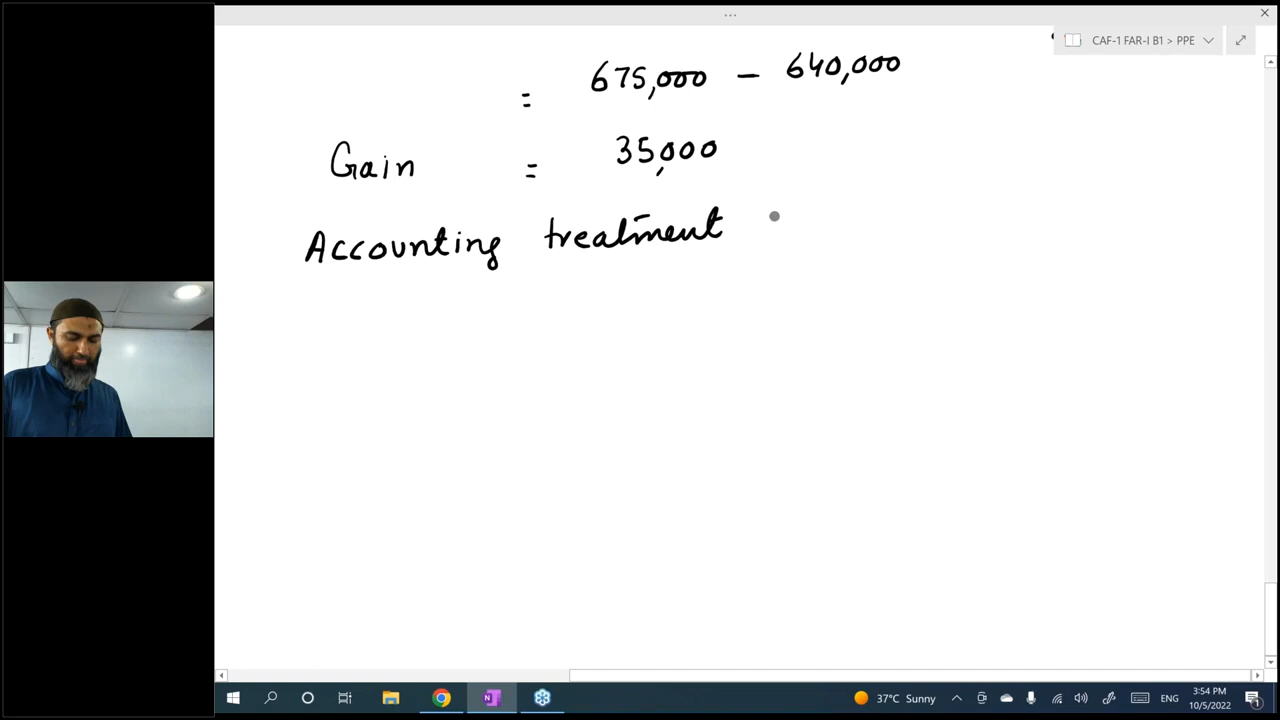 CAF-1 FAR-I B1 > PPE
= 675,000 – 640,000
Gain = 35,000
Accounting treatment
37°C Sunny
ENG
3:54 PM
10/5/2022
1